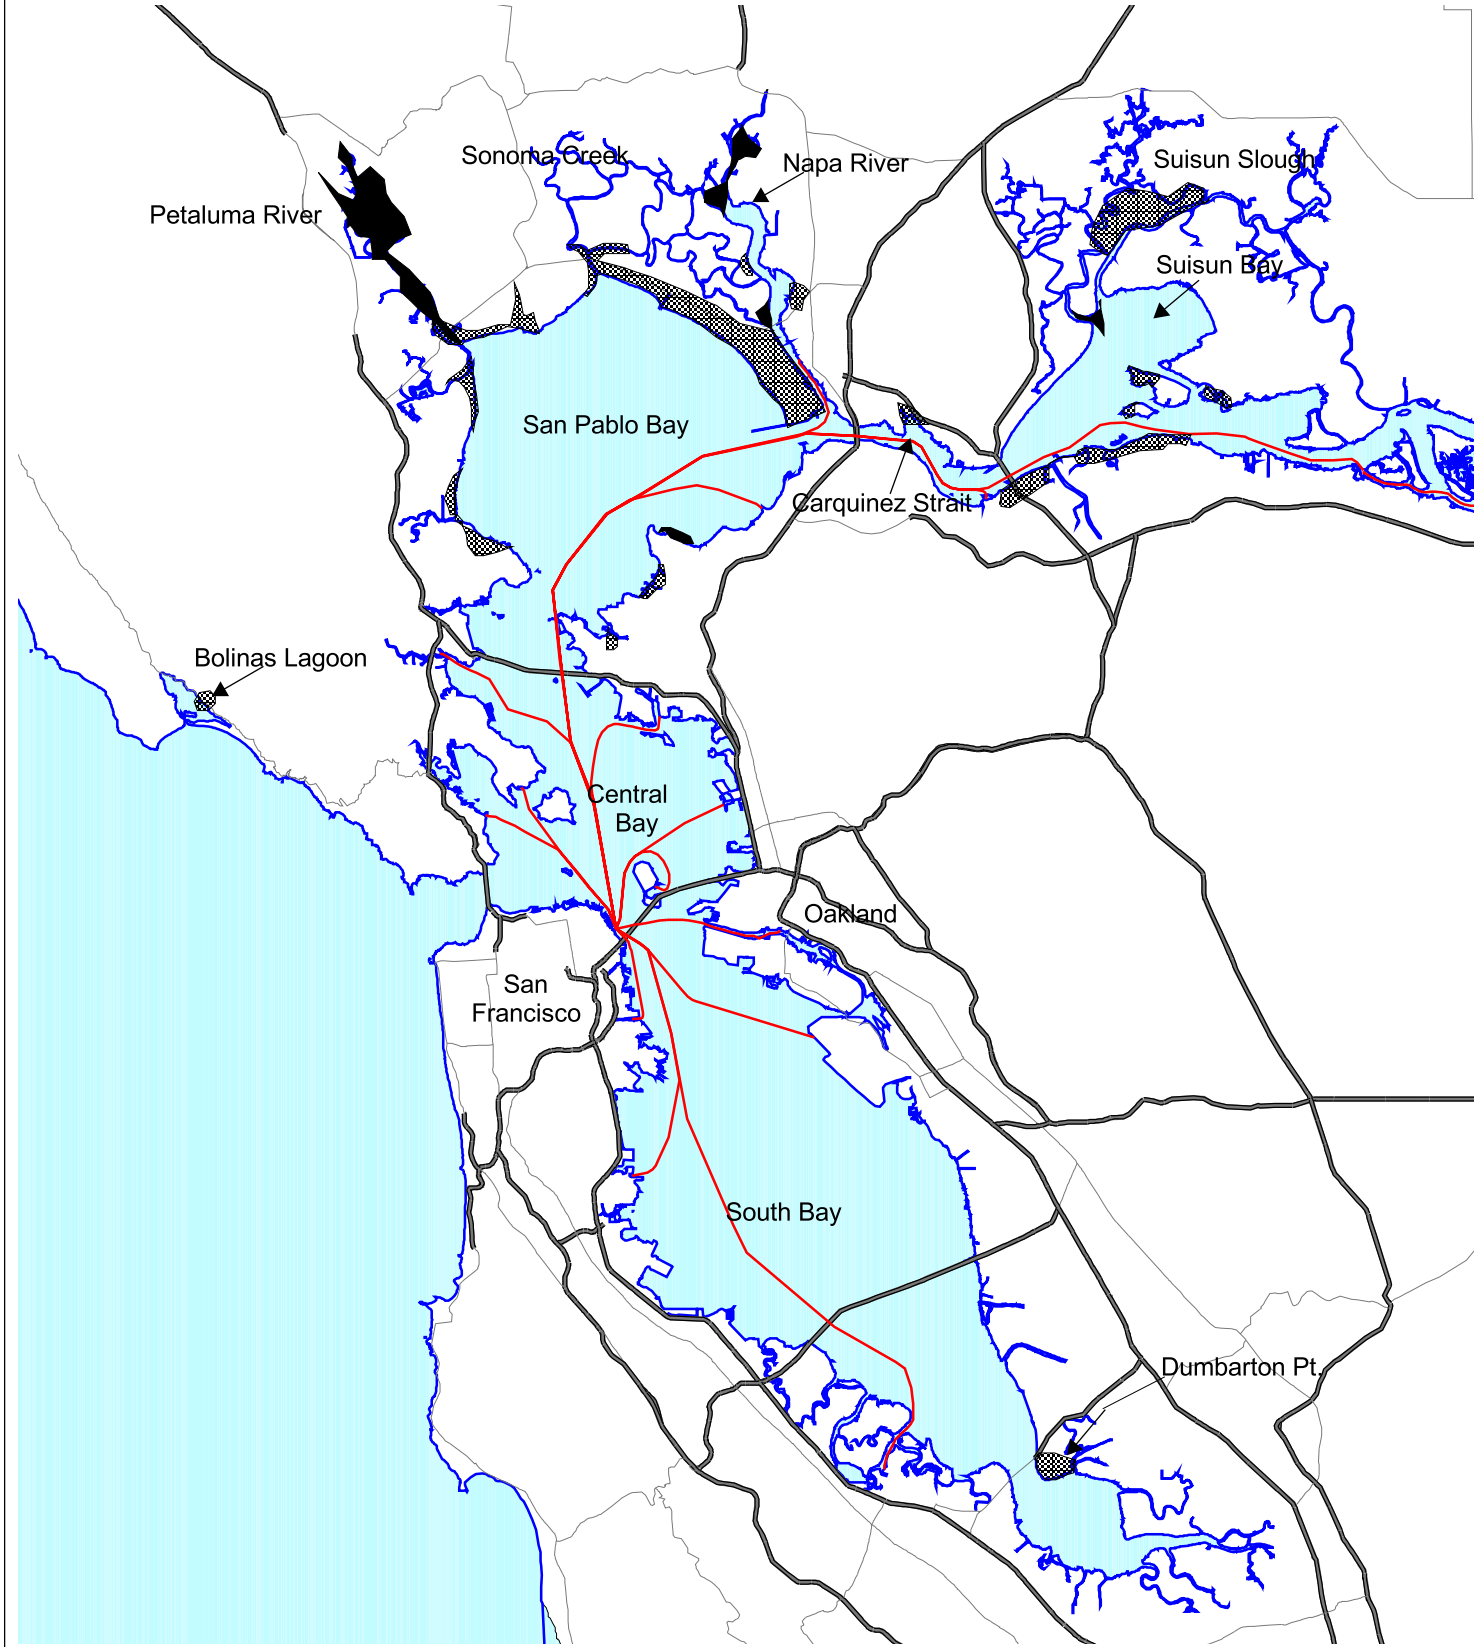 Sonoma Creek
Napa River
Suisun Slough
Petaluma River
Suisun Bay
San Pablo Bay
Carquinez Strait
Bolinas Lagoon
Central
Bay
Oakland
San
Francisco
South Bay
Dumbarton Pt.